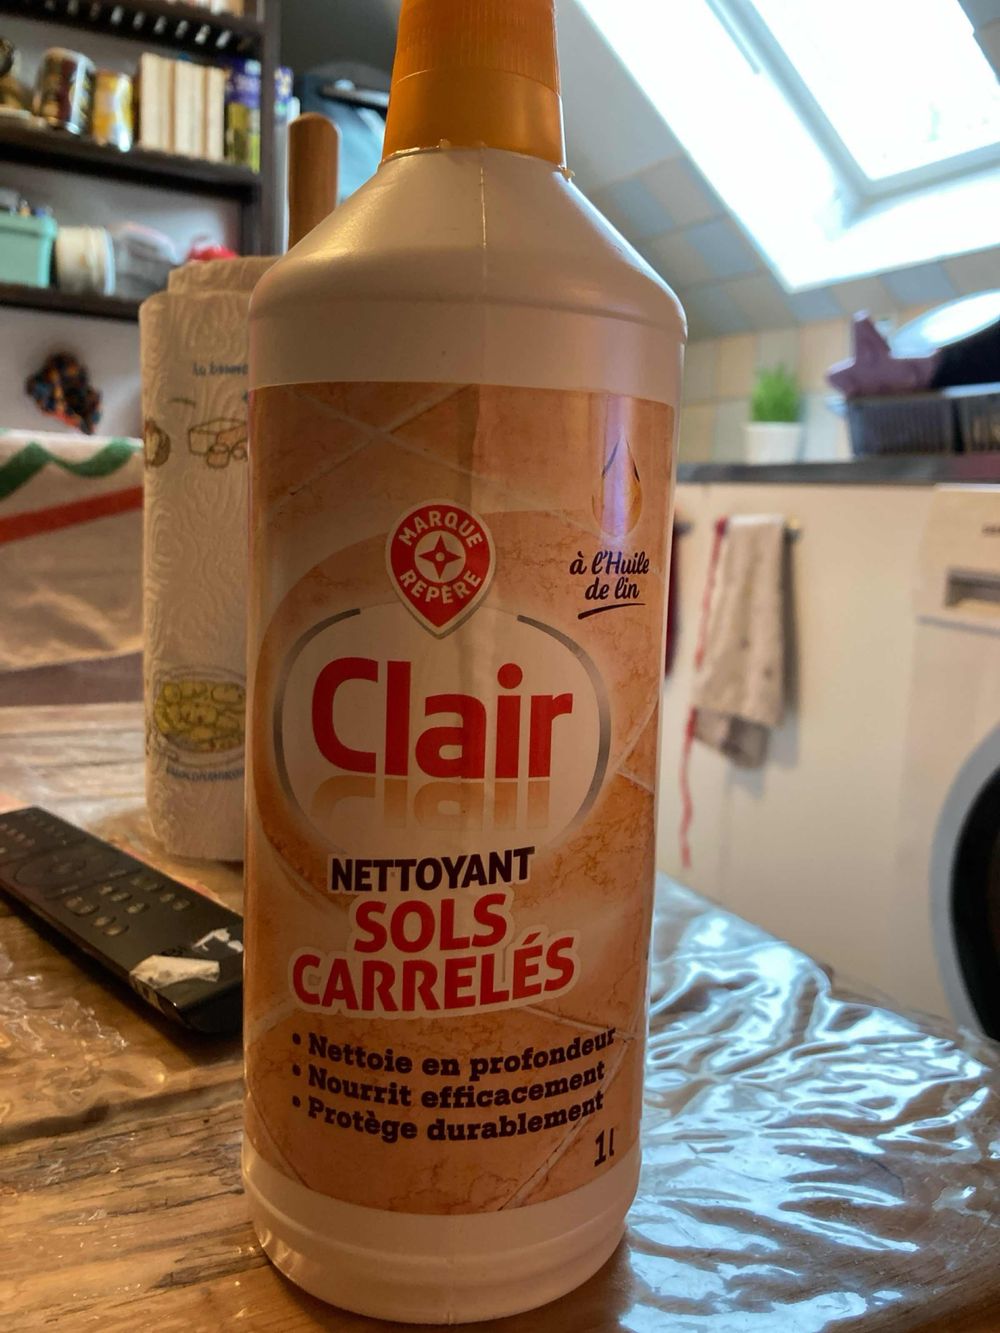 MARQUE
REPÈRE
à l'Huile
de lin
Clair
NETTOYANT
SOLS
CARRELÉS
• Nettoie en profondeur
• Nourrit efficacement
• Protège durablement
1l